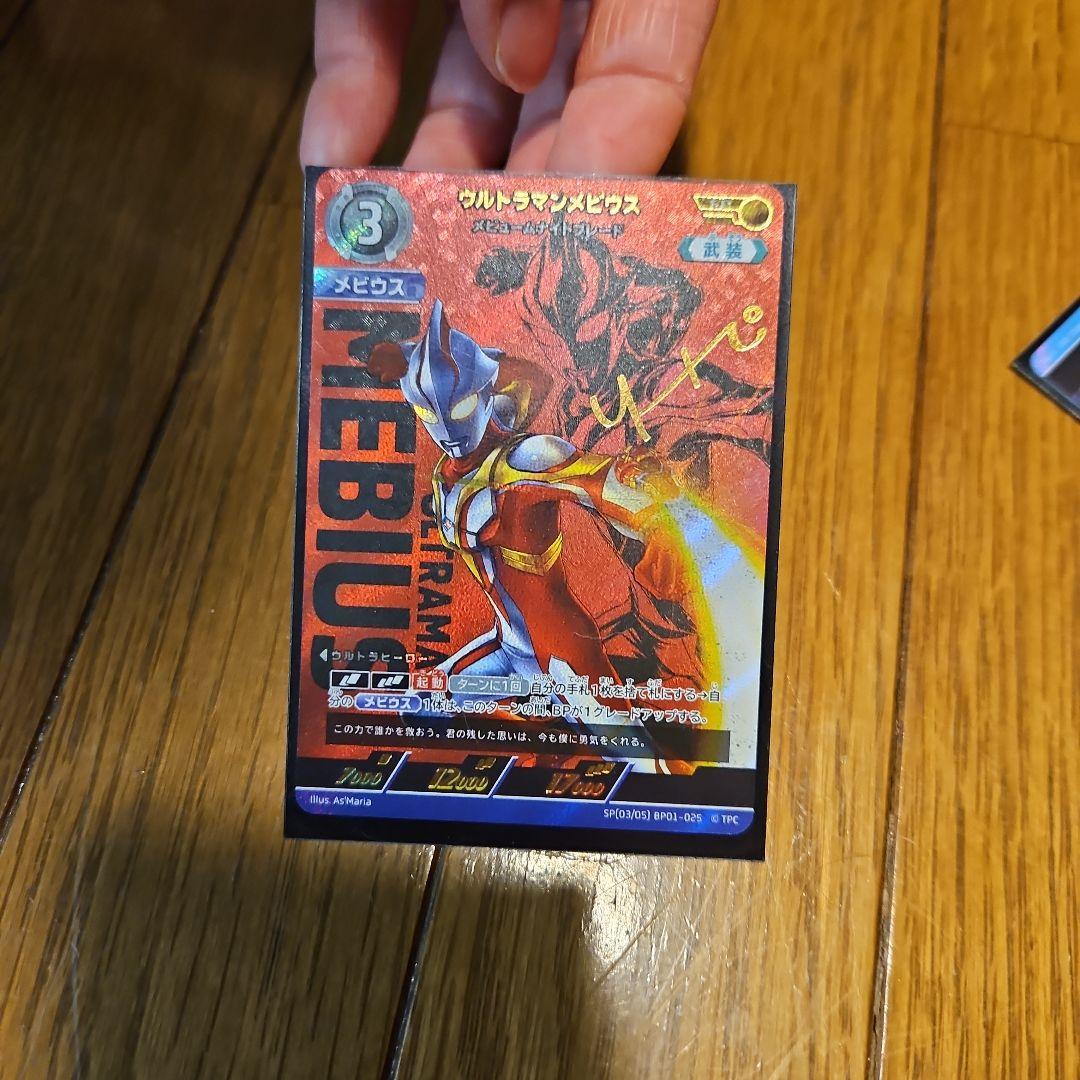 3
ウルトラマンメビウス
メビュームナイトブレード
武装
メビウス
MEBIUS
ULTRAMA
ウルトラヒーロー
起動 ターンに1回 自分の手札1枚を捨て札にする→自
分の メビウス 1体は、このターンの間、BPが1グレードアップする。
この力で誰かを救おう。君の残した思いは、今も僕に勇気をくれる。
7000 12000 17000
Illus. As'Maria
SP(03/05) BP01-025 © TPC